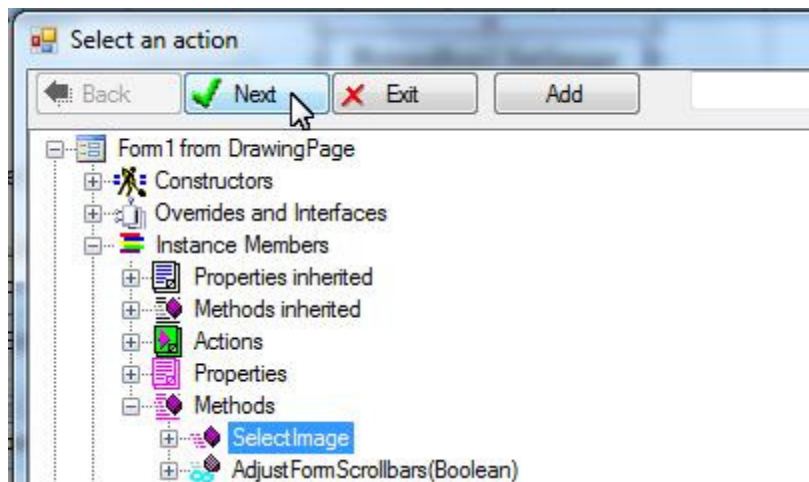 Select an action
Back Next Exit Add
Form1 from DrawingPage
Constructors
Overrides and Interfaces
Instance Members
Properties inherited
Methods inherited
Actions
Properties
Methods
SelectImage
AdjustFormScrollbars(Boolean)